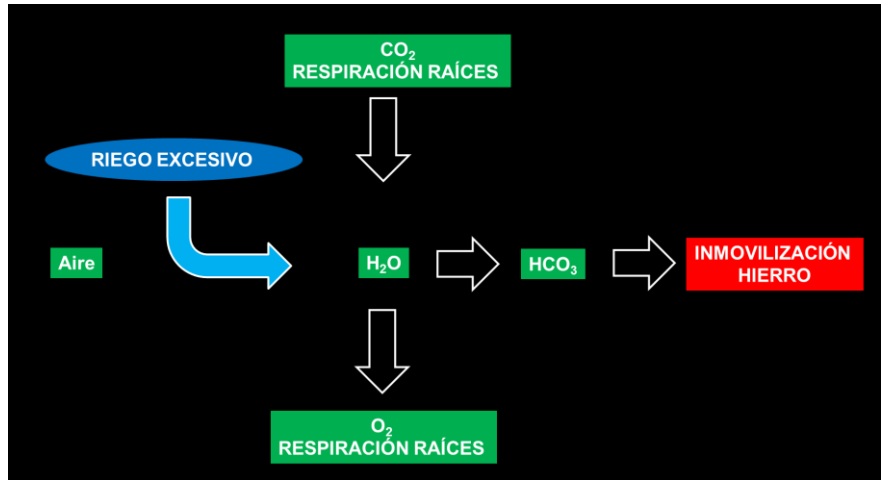 CO₂
RESPIRACIÓN RAÍCES
RIEGO EXCESIVO
Aire
H₂O
HCO₃
INMOVILIZACIÓN
HIERRO
O₂
RESPIRACIÓN RAÍCES